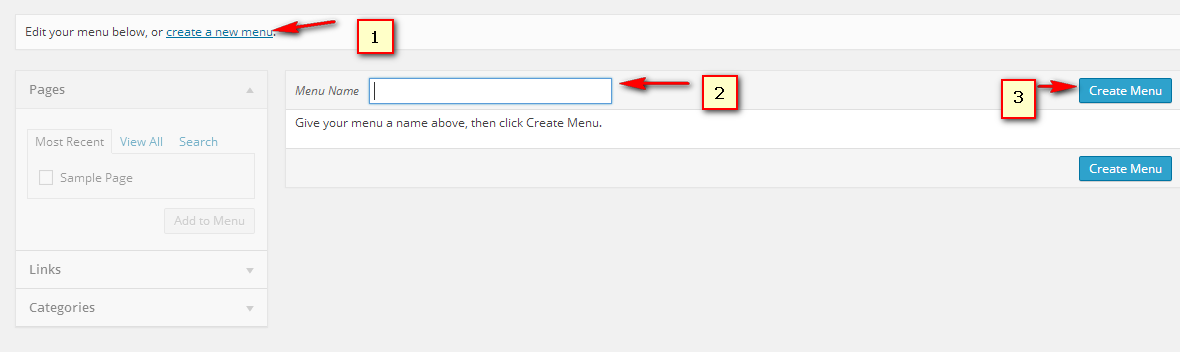 Edit your menu below, or create a new menu.
1
Pages
Menu Name
2
3
Create Menu
Give your menu a name above, then click Create Menu.
Most Recent View All Search
Sample Page
Create Menu
Add to Menu
Links
Categories